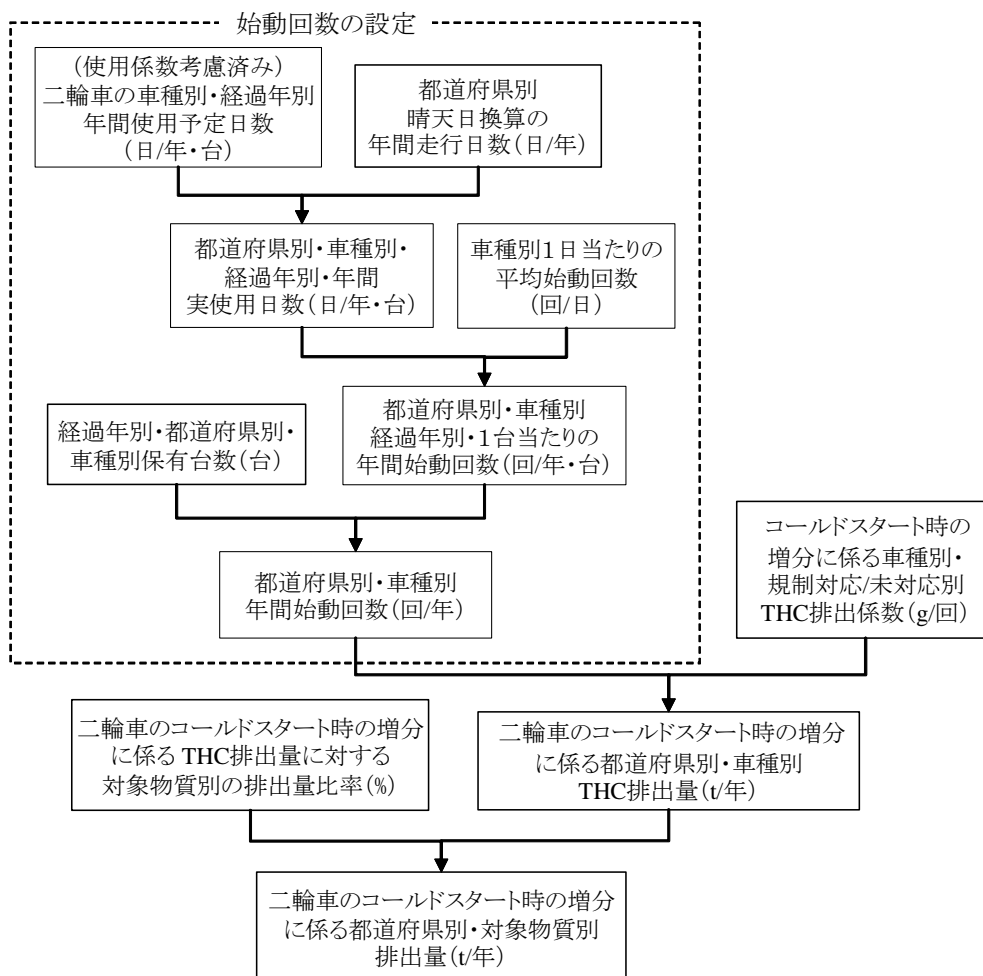 始動回数の設定
(使用係数考慮済み)
二輪車の車種別・経過年別
年間使用予定日数
(日/年・台)
都道府県別
晴天日換算の
年間走行日数(日/年)
都道府県別・車種別・
経過年別・年間
実使用日数(日/年・台)
車種別1日当たりの
平均始動回数
(回/日)
経過年別・都道府県別・
車種別保有台数(台)
都道府県別・車種別
経過年別・1台当たりの
年間始動回数(回/年・台)
都道府県別・車種別
年間始動回数(回/年)
コールドスタート時の
増分に係る車種別・
規制対応/未対応別
THC排出係数(g/回)
二輪車のコールドスタート時の増分
に係る THC排出量に対する
対象物質別の排出量比率(%)
二輪車のコールドスタート時の増分
に係る都道府県別・車種別
THC排出量(t/年)
二輪車のコールドスタート時の増分
に係る都道府県別・対象物質別
排出量(t/年)